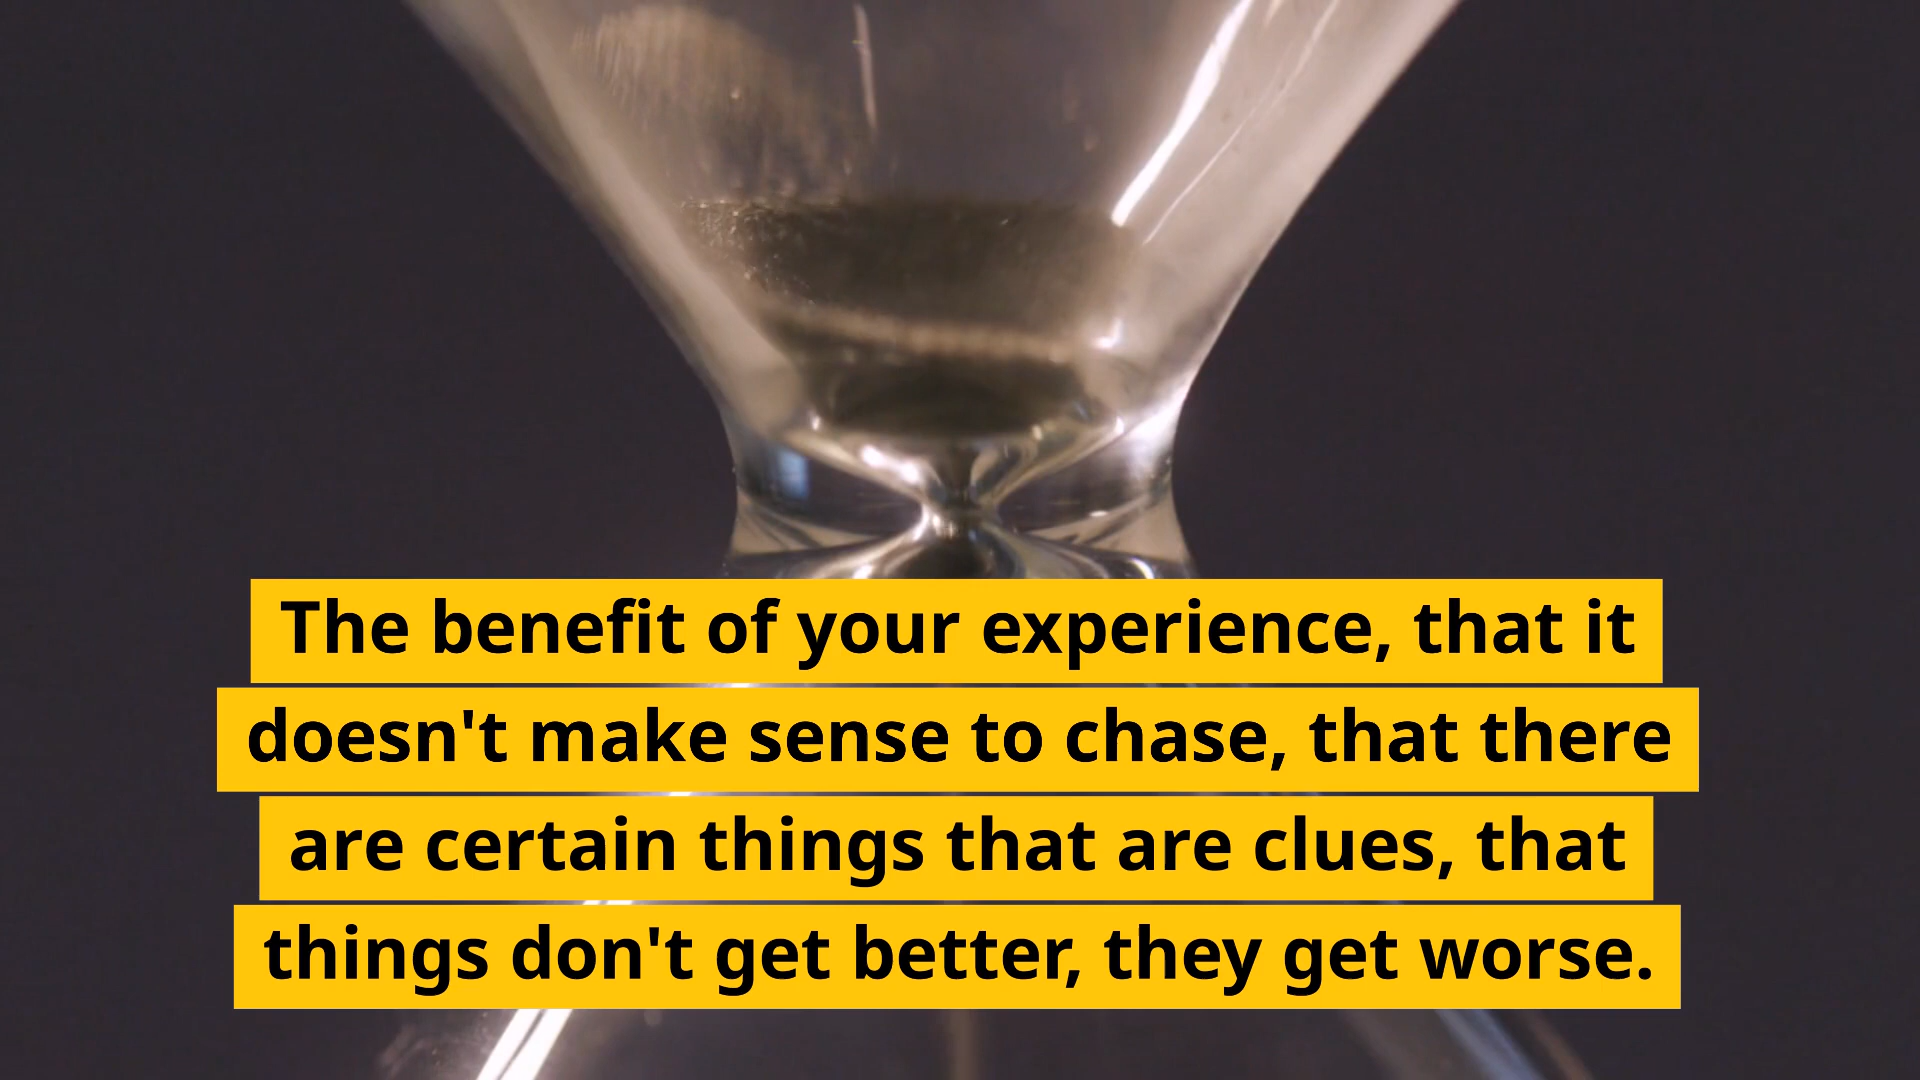 The benefit of your experience, that it
doesn't make sense to chase, that there
are certain things that are clues, that
things don't get better, they get worse.